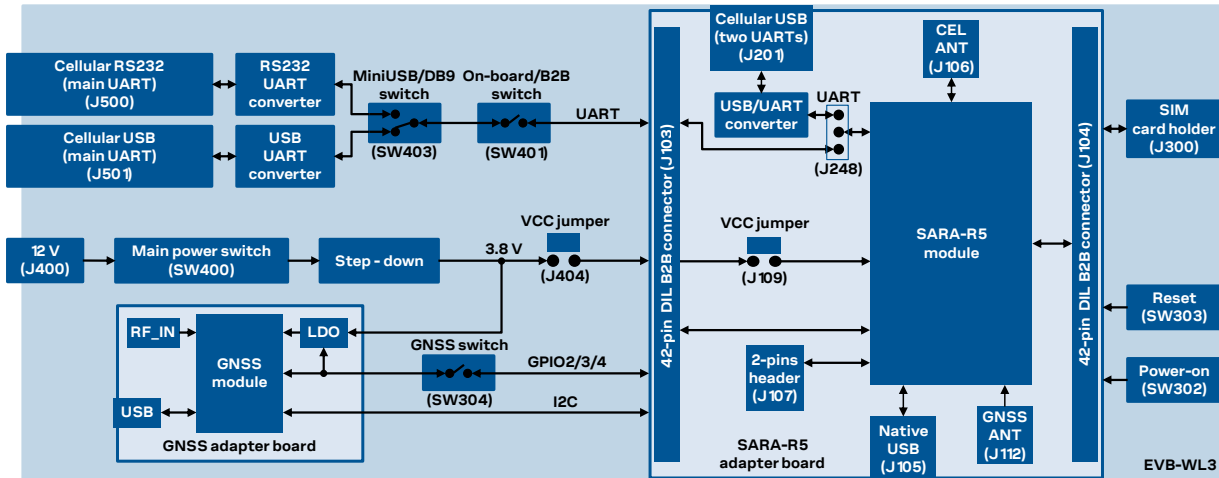 Cellular RS232
(main UART)
(J500)
RS232
UART
converter
MiniUSB/DB9
switch
(SW403)
On-board/B2B
switch
(SW401)
UART
Cellular USB
(main UART)
(J501)
USB
UART
converter
12 V
(J400)
Main power switch
(SW400)
Step - down
3.8 V
VCC jumper
(J404)
RF_IN
GNSS
module
LDO
USB
GNSS adapter board
GNSS switch
(SW304)
GPIO2/3/4
I2C
42-pin DIL B2B connector (J103)
Cellular USB
(two UARTs)
(J201)
USB/UART
converter
UART
(J248)
CEL
ANT
(J106)
VCC jumper
(J109)
SARA-R5
module
2-pins
header
(J107)
Native
USB
(J105)
GNSS
ANT
(J112)
SARA-R5
adapter board
42-pin DIL B2B connector (J104)
SIM
card holder
(J300)
Reset
(SW303)
Power-on
(SW302)
EVB-WL3